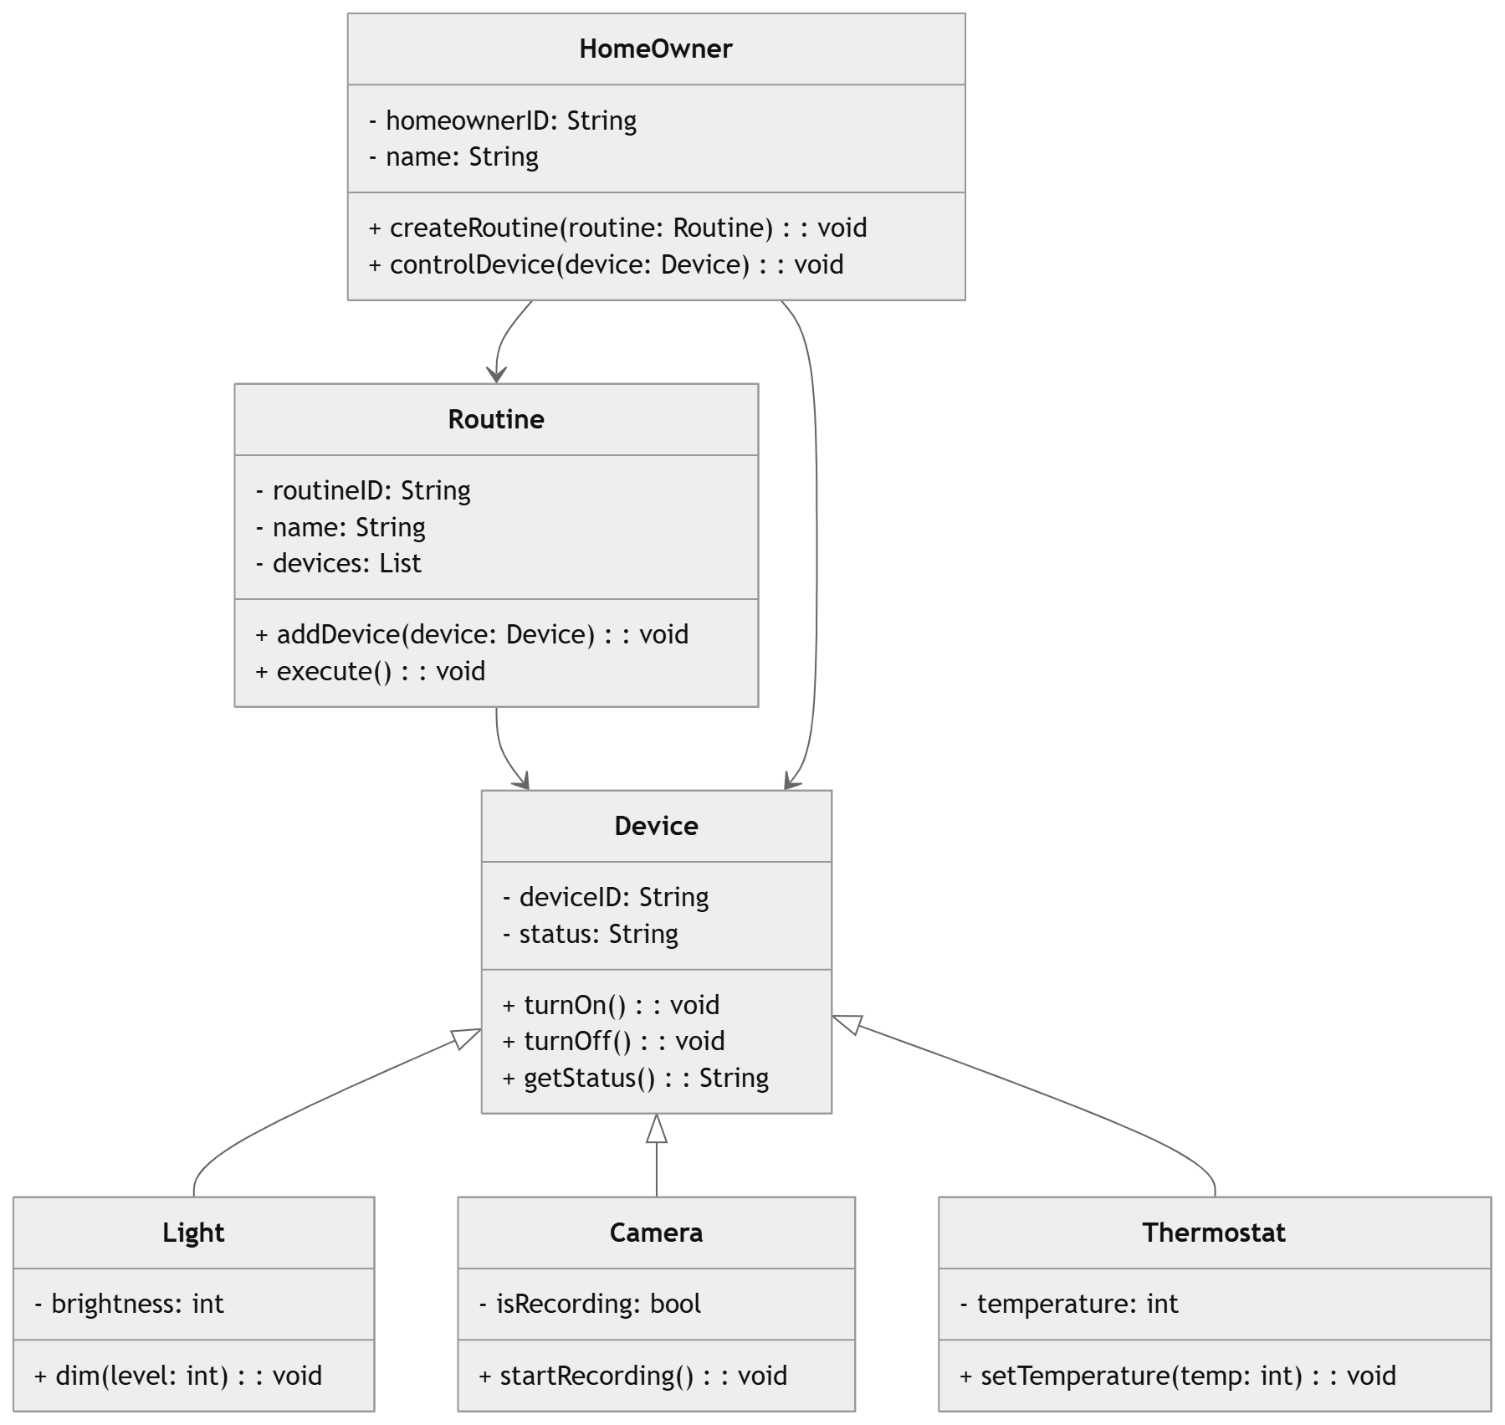 HomeOwner
- homeownerID: String
- name: String
+ createRoutine(routine: Routine) : : void
+ controlDevice(device: Device) : : void
Routine
- routineID: String
- name: String
- devices: List
+ addDevice(device: Device) : : void
+ execute() : : void
Device
- deviceID: String
- status: String
+ turnOn() : : void
+ turnOff() : : void
+ getStatus() : : String
Light
- brightness: int
+ dim(level: int) : : void
Camera
- isRecording: bool
+ startRecording() : : void
Thermostat
- temperature: int
+ setTemperature(temp: int) : : void